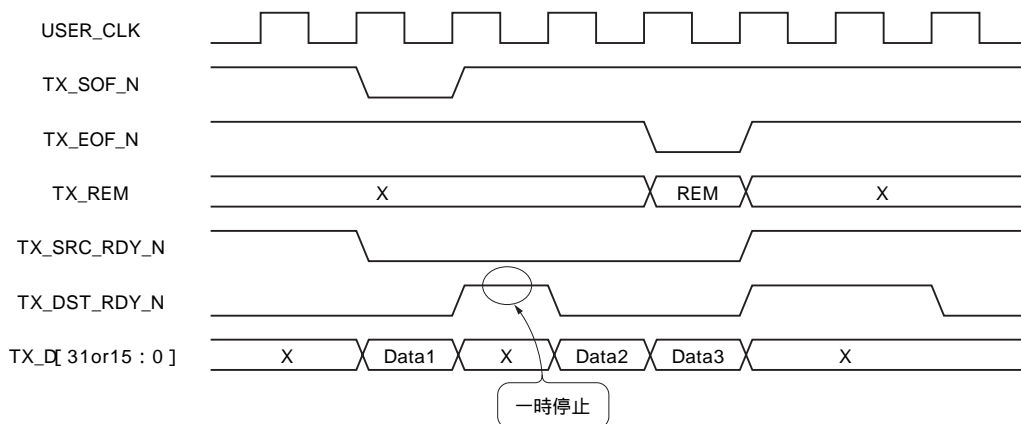 USER_CLK
TX_SOF_N
TX_EOF_N
TX_REM X REM X
TX_SRC_RDY_N
TX_DST_RDY_N
TX_D[31or15:0] X Data1 X Data2 Data3 X
一時停止